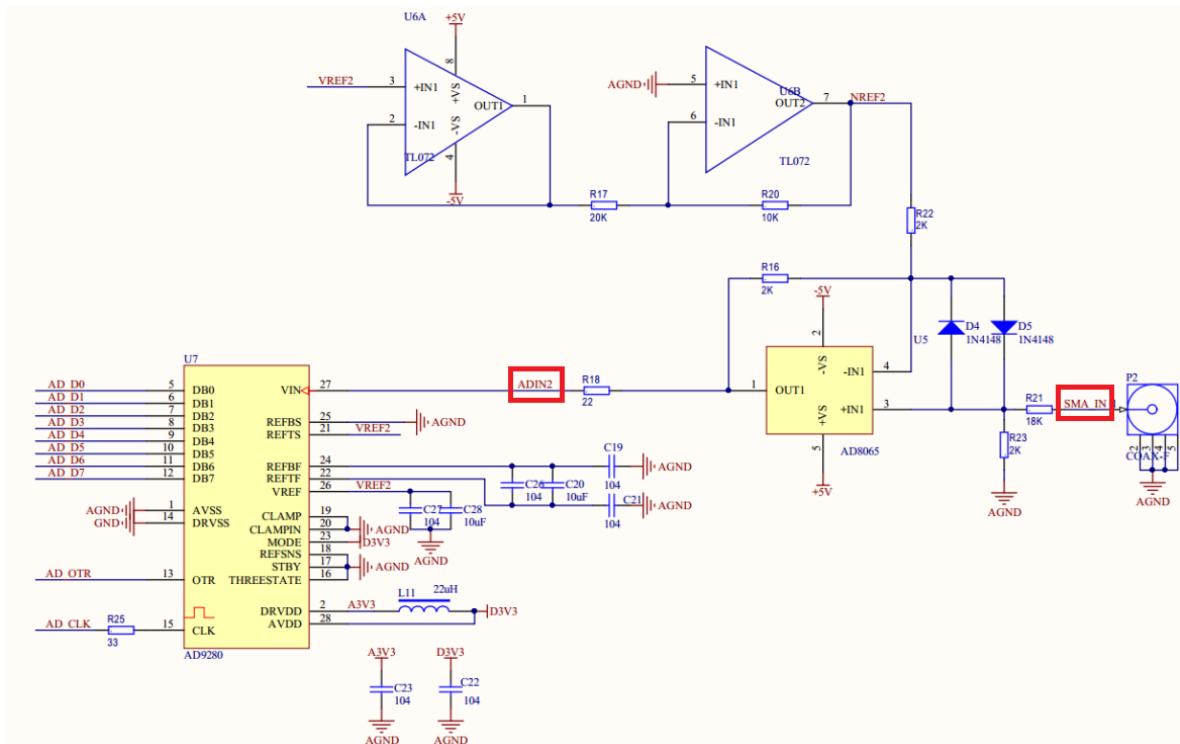 U6A
+5V
VREF2
3
+IN1
8
+VS
OUT1
1
2
-IN1
-VS
4
TL072
-5V
AGND
5
+IN1
U6B
OUT2
7
NREF2
6
-IN1
TL072
R17
20K
R20
10K
R22
2K
R16
2K
-5V
2
-VS
U5
D4
IN4148
D5
IN4148
1
OUT1
-IN1
4
+IN1
3
+VS
5
AD8065
+5V
R21
18K
SMA_IN
1
P2
R23
2K
AGND
2
3
4
5
COAX-F
AGND
ADIN2
R18
22
U7
AD_D0
5
DB0
AD_D1
6
DB1
AD_D2
7
DB2
AD_D3
8
DB3
AD_D4
9
DB4
AD_D5
10
DB5
AD_D6
11
DB6
AD_D7
12
DB7
AGND
1
AVSS
GND
14
DRVSS
AD_OTR
13
OTR
AD_CLK
R25
33
15
CLK
AD9280
VIN
27
REFBS
25
AGND
REFTS
21
VREF2
REFBF
24
REFTF
22
VREF
26
VREF2
CLAMP
19
CLAMPIN
20
AGND
MODE
23
D3V3
REFSNS
18
STBY
17
AGND
THREESTATE
16
DRVDD
2
A3V3
AVDD
28
L11
22uH
D3V3
C19
104
AGND
C26
104
C20
10uF
C21
104
AGND
C27
104
C28
10uF
AGND
A3V3
C23
104
AGND
D3V3
C22
104
AGND